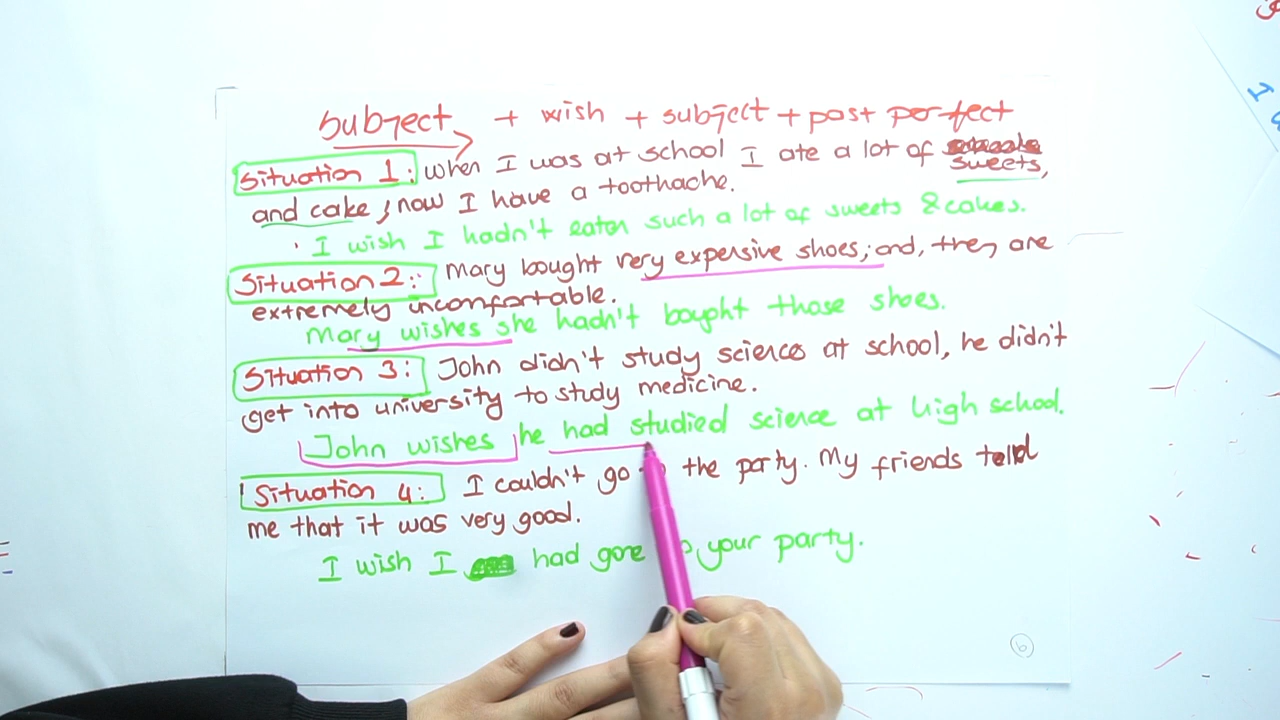 Subject + wish + subject + past perfect
Situation 1: When I was at school I ate a lot of sweets,
and cake, now I have a toothache.
I wish I hadn't eaten such a lot of sweets & cakes.
Situation 2: Mary bought very expensive shoes, and, they are
extremely uncomfortable.
Mary wishes she hadn't bought those shoes.
Situation 3: John didn't study science at school, he didn't
get into university to study medicine.
John wishes he had studied science at high school.
Situation 4: I couldn't go the party. My friends told
me that it was very good.
I wish I had gone your party.
6